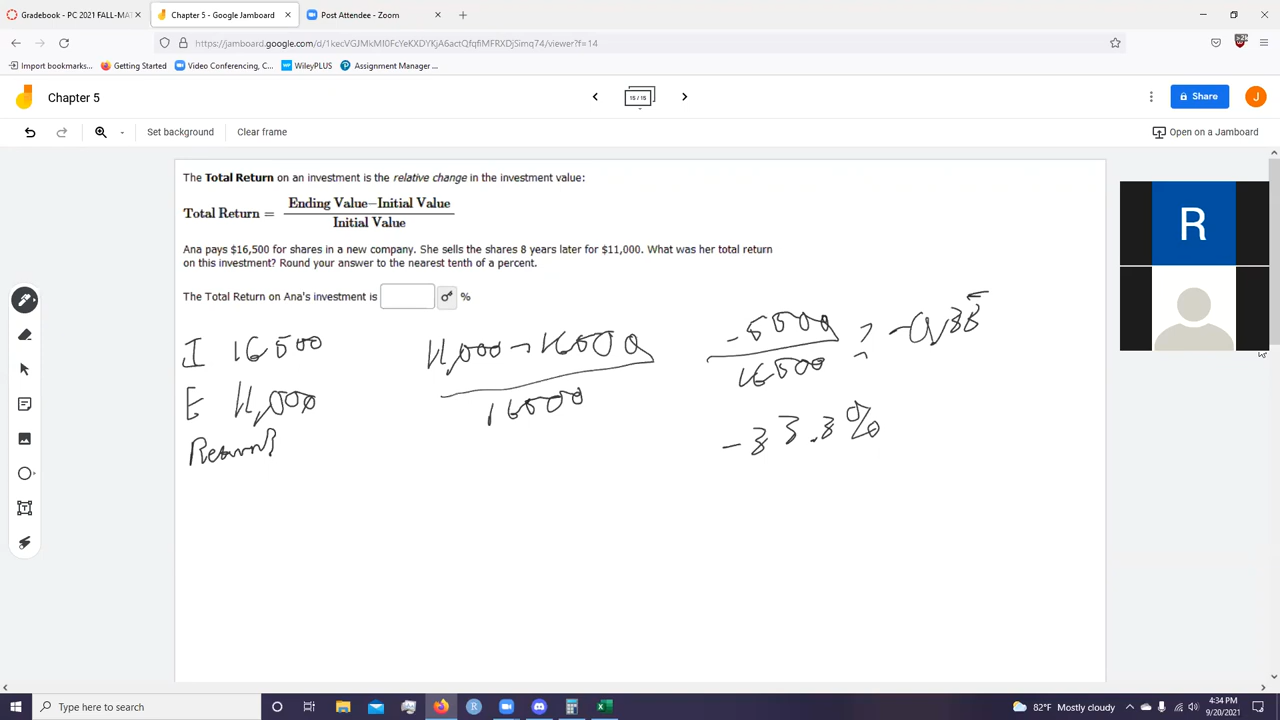 Gradebook - PC 2021 FALL-MAT
Chapter 5 - Google Jamboard
Post Attendee - Zoom
https://jamboard.google.com/d/1kecVGJMkMI0FcYeKXDYKjA6actQfqfiMFRXDjSimq74/viewer?f=14
Import bookmarks...
Getting Started
Video Conferencing, C...
WileyPLUS
Assignment Manager ...
Chapter 5
15 / 15
Share
J
Set background
Clear frame
Open on a Jamboard
The Total Return on an investment is the relative change in the investment value:
Total Return = Ending Value−Initial Value
Initial Value
Ana pays $16,500 for shares in a new company. She sells the shares 8 years later for $11,000. What was her total return
on this investment? Round your answer to the nearest tenth of a percent.
The Total Return on Ana's investment is %
I 16500
E 11,000
Return
11,000 - 16500
16500
-5500
16500
= -0.33
-33.3%
R
Type here to search
82°F Mostly cloudy
4:34 PM
9/20/2021